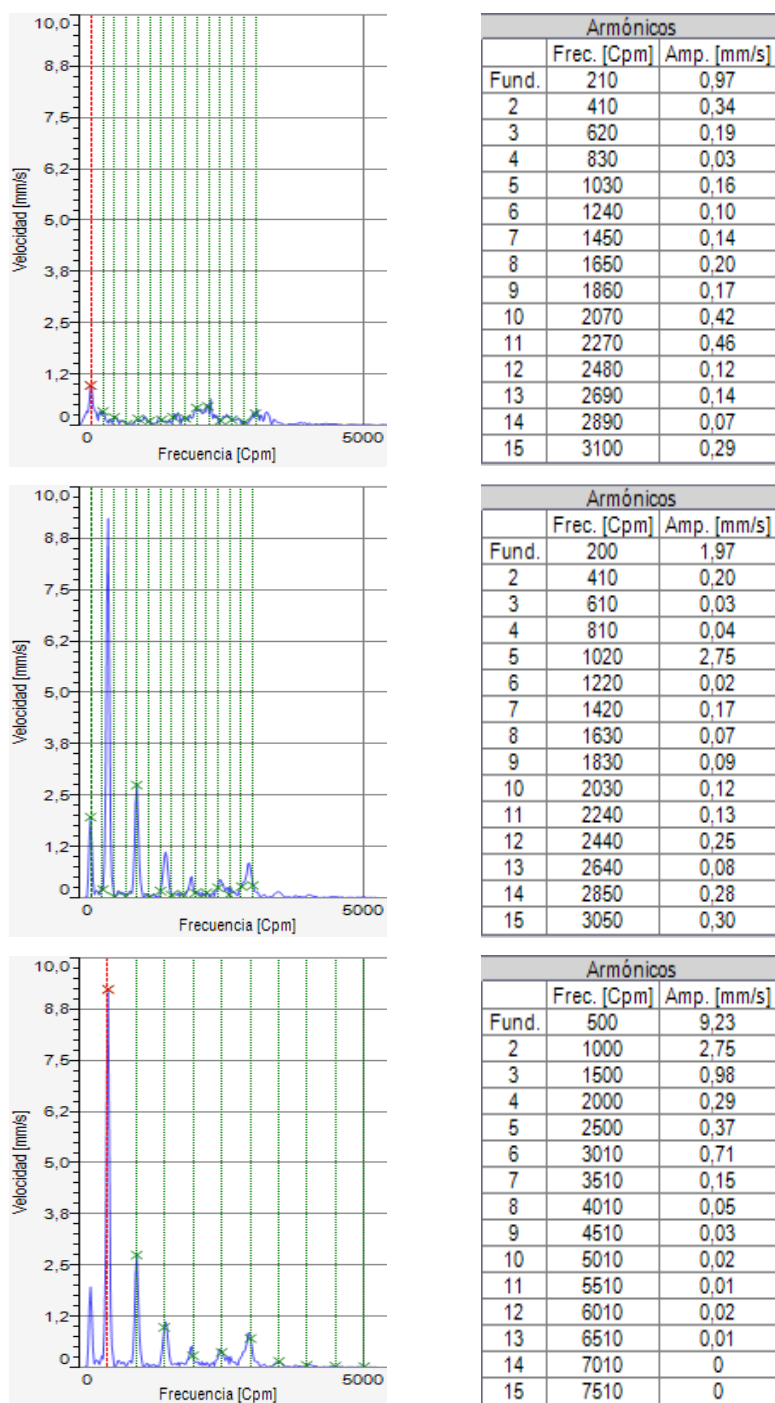 10,0
8,8
7,5
6,2
5,0
3,8
2,5
1,2
0
Velocidad [mm/s]
0 5000
Frecuencia [Cpm]
Armónicos
Frec. [Cpm] Amp. [mm/s]
Fund. 210 0,97
2 410 0,34
3 620 0,19
4 830 0,03
5 1030 0,16
6 1240 0,10
7 1450 0,14
8 1650 0,20
9 1860 0,17
10 2070 0,42
11 2270 0,46
12 2480 0,12
13 2690 0,14
14 2890 0,07
15 3100 0,29
10,0
8,8
7,5
6,2
5,0
3,8
2,5
1,2
0
Velocidad [mm/s]
0 5000
Frecuencia [Cpm]
Armónicos
Frec. [Cpm] Amp. [mm/s]
Fund. 200 1,97
2 410 0,20
3 610 0,03
4 810 0,04
5 1020 2,75
6 1220 0,02
7 1420 0,17
8 1630 0,07
9 1830 0,09
10 2030 0,12
11 2240 0,13
12 2440 0,25
13 2640 0,08
14 2850 0,28
15 3050 0,30
10,0
8,8
7,5
6,2
5,0
3,8
2,5
1,2
0
Velocidad [mm/s]
0 5000
Frecuencia [Cpm]
Armónicos
Frec. [Cpm] Amp. [mm/s]
Fund. 500 9,23
2 1000 2,75
3 1500 0,98
4 2000 0,29
5 2500 0,37
6 3010 0,71
7 3510 0,15
8 4010 0,05
9 4510 0,03
10 5010 0,02
11 5510 0,01
12 6010 0,02
13 6510 0,01
14 7010 0
15 7510 0